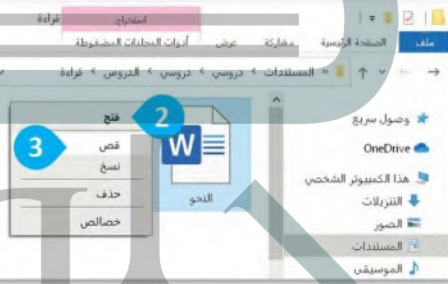 استخراج
قراءة
ملف
الصفحة الرئيسية
مشاركة
عرض
أدوات المجلدات المضغوطة
« المستندات › دروسي › دروسي › الدروس › قراءة
وصول سريع
OneDrive
هذا الكمبيوتر الشخصي
التنزيلات
الصور
المستندات
الموسيقى
W
النحو
2
3
فتح
قص
نسخ
حذف
خصائص